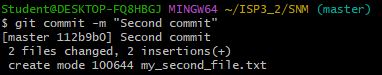 Student@DESKTOP-FQ8HBGJ MINGW64 ~/ISP3_2/SNM (master)
$ git commit -m "Second commit"
[master 112b9b0] Second commit
 2 files changed, 2 insertions(+)
 create mode 100644 my_second_file.txt